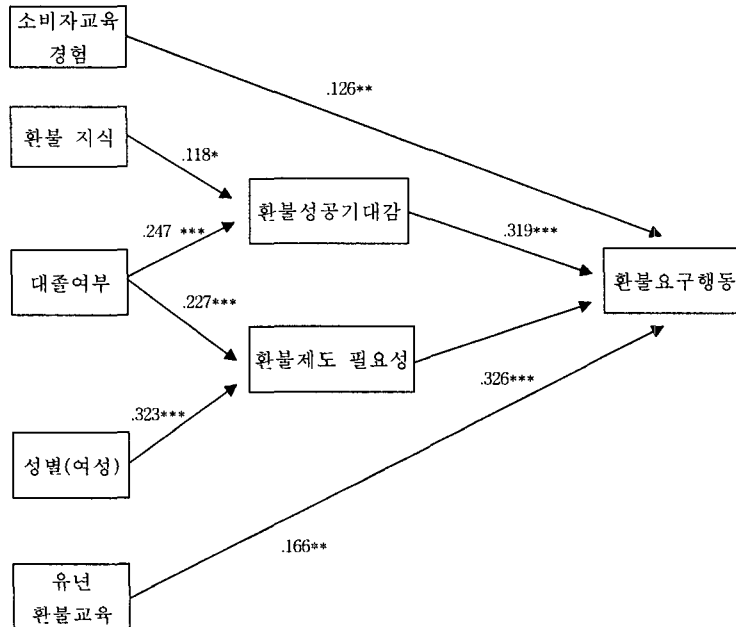 소비자교육
경험
.126**
환불 지식
.118*
환불성공기대감
.247 ***
.319***
대졸여부
환불요구행동
.227***
환불제도 필요성
.326***
.323***
성별(여성)
.166**
유년
환불교육